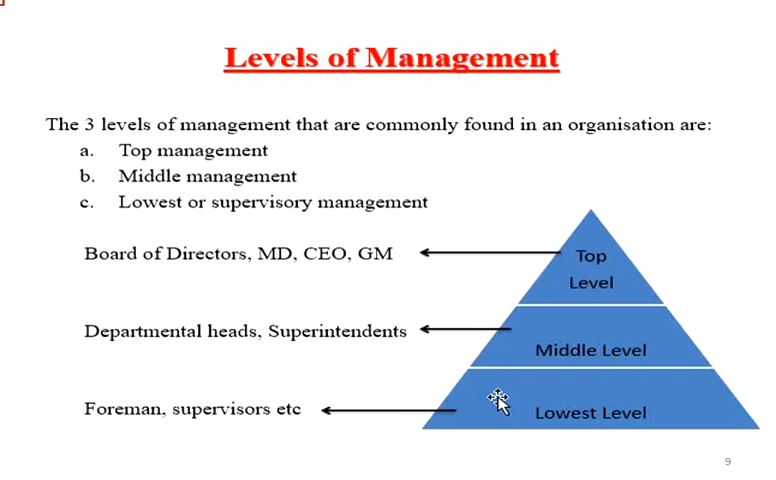 Levels of Management
The 3 levels of management that are commonly found in an organisation are:
a. Top management
b. Middle management
c. Lowest or supervisory management
Board of Directors, MD, CEO, GM
Top
Level
Departmental heads, Superintendents
Middle Level
Foreman, supervisors etc
Lowest Level
9